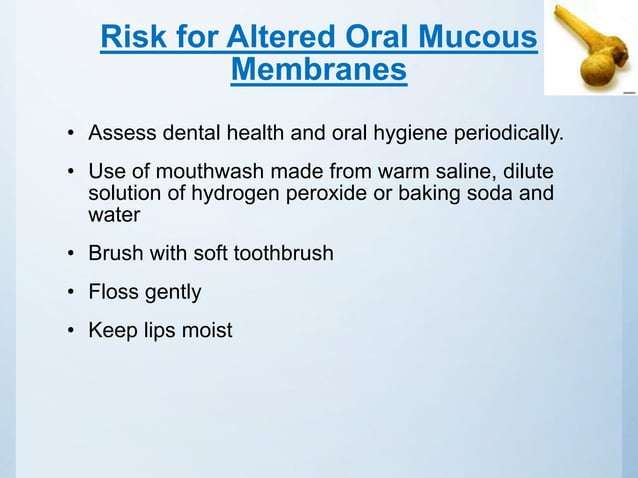 Risk for Altered Oral Mucous
Membranes
• Assess dental health and oral hygiene periodically.
• Use of mouthwash made from warm saline, dilute
solution of hydrogen peroxide or baking soda and
water
• Brush with soft toothbrush
• Floss gently
• Keep lips moist